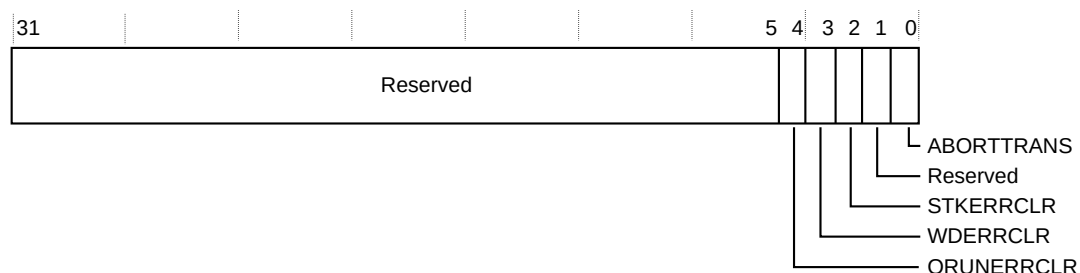 31 5 4 3 2 1 0
Reserved
ABORTTRANS
Reserved
STKERRCLR
WDERRCLR
ORUNERRCLR